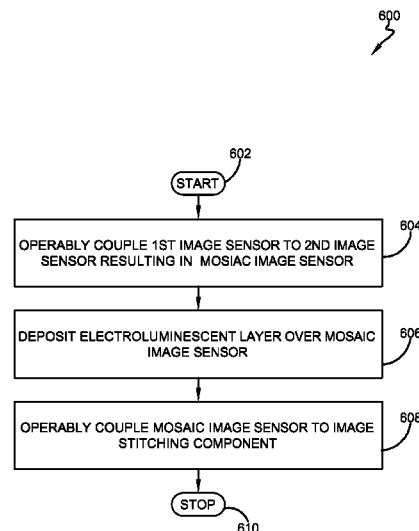 600
602
START
604
OPERABLY COUPLE 1ST IMAGE SENSOR TO 2ND IMAGE
SENSOR RESULTING IN MOSIAC IMAGE SENSOR
606
DEPOSIT ELECTROLUMINESCENT LAYER OVER MOSAIC
IMAGE SENSOR
608
OPERABLY COUPLE MOSAIC IMAGE SENSOR TO IMAGE
STITCHING COMPONENT
STOP
610